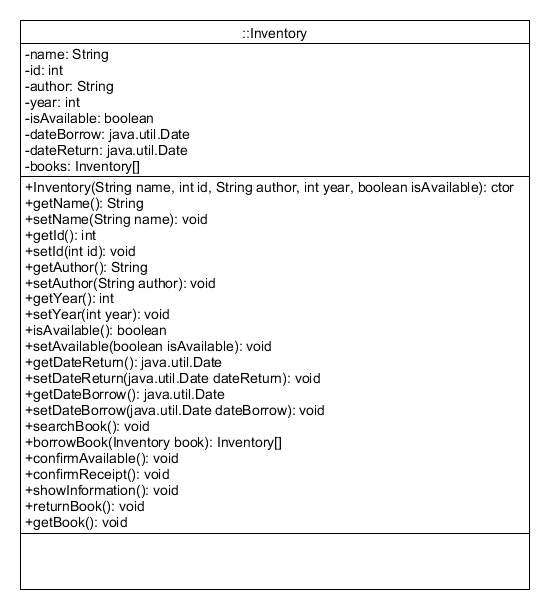 ::Inventory
-name: String
-id: int
-author: String
-year: int
-isAvailable: boolean
-dateBorrow: java.util.Date
-dateReturn: java.util.Date
-books: Inventory[]
+Inventory(String name, int id, String author, int year, boolean isAvailable): ctor
+getName(): String
+setName(String name): void
+getId(): int
+setId(int id): void
+getAuthor(): String
+setAuthor(String author): void
+getYear(): int
+setYear(int year): void
+isAvailable(): boolean
+setAvailable(boolean isAvailable): void
+getDateReturn(): java.util.Date
+setDateReturn(java.util.Date dateReturn): void
+getDateBorrow(): java.util.Date
+setDateBorrow(java.util.Date dateBorrow): void
+searchBook(): void
+borrowBook(Inventory book): Inventory[]
+confirmAvailable(): void
+confirmReceipt(): void
+showInformation(): void
+returnBook(): void
+getBook(): void